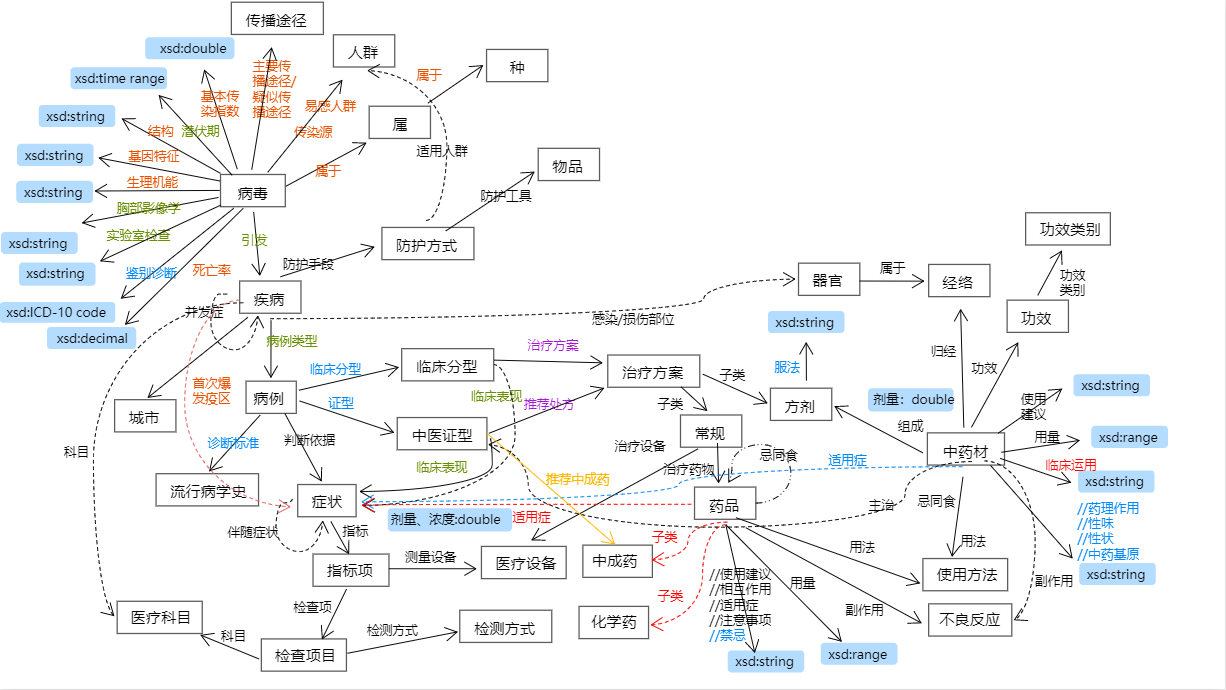 传播途径
xsd:double
人群
主要传
播途径/
疑似传
播途径
属于
种
xsd:time range
基本传
染指数
易感人群
xsd:string
结构
潜伏期
传染源
属
适用人群
xsd:string
基因特征
属于
物品
生理机能
xsd:string
病毒
防护工具
胸部影像学
xsd:string
实验室检查
引发
防护方式
功效类别
xsd:string
鉴别诊断
死亡率
防护手段
器官
属于
经络
功效
类别
xsd:ICD-10 code
并发症
疾病
感染/损伤部位
xsd:string
功效
xsd:decimal
病例类型
治疗方案
归经
临床分型
临床分型
服法
功效
治疗方案
子类
首次爆
发疫区
xsd:string
病例
临床表现
证型
推荐处方
子类
方剂
剂量：double
使用
建议
城市
组成
中医证型
常规
用量
xsd:range
诊断标准
判断依据
治疗设备
忌同食
中药材
科目
临床表现
治疗药物
适用症
临床运用
推荐中成药
xsd:string
流行病学史
症状
药品
主治
忌同食
//药理作用
//性味
//性状
//中药基原
剂量、浓度:double
适用症
伴随症状
指标
子类
用法
用法
测量设备
医疗设备
中成药
指标项
//使用建议
//相互作用
//适用症
//注意事项
//禁忌
用量
使用方法
副作用
xsd:string
检查项
子类
副作用
医疗科目
化学药
不良反应
科目
检测方式
检测方式
检查项目
xsd:string
xsd:range